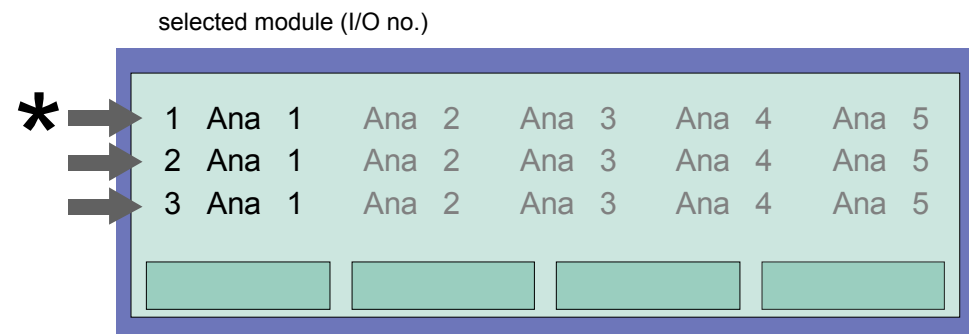 selected module (I/O no.)
* 1 Ana 1 Ana 2 Ana 3 Ana 4 Ana 5
2 Ana 1 Ana 2 Ana 3 Ana 4 Ana 5
3 Ana 1 Ana 2 Ana 3 Ana 4 Ana 5